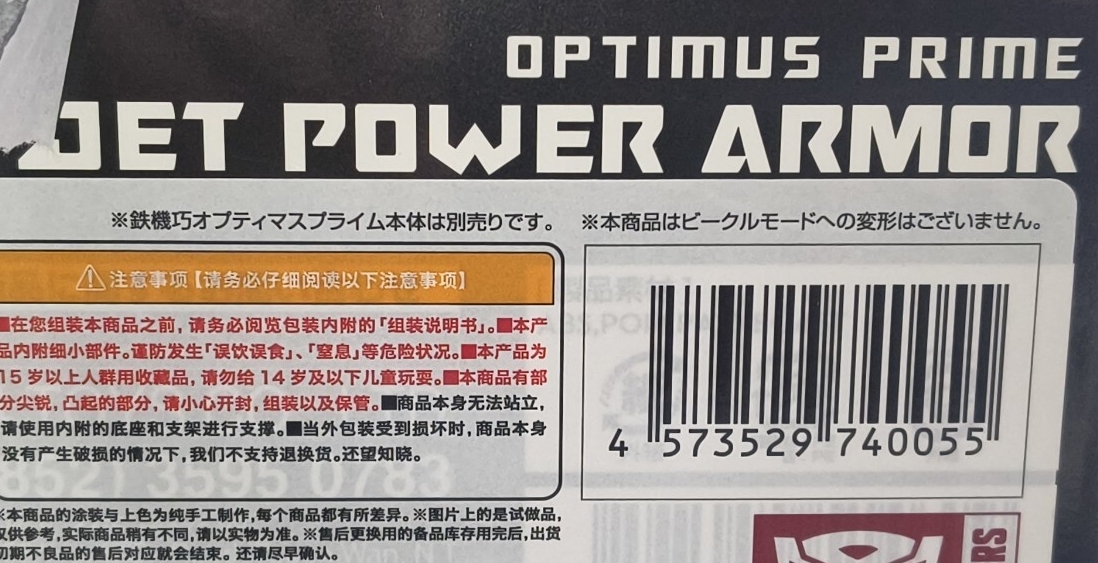 OPTIMUS PRIME
JET POWER ARMOR
※鉄機巧オプティマスプライム本体は別売りです。 ※本商品はビークルモードへの変形はございません。
⚠注意事项【请务必仔细阅读以下注意事项】
■在您组装本商品之前,请务必阅览包装内附的「组装说明书」。■本产
品内附细小部件。谨防发生「误饮误食」、「窒息」等危险状况。■本产品为
15 岁以上人群用收藏品,请勿给 14 岁及以下儿童玩耍。■本商品有部
分尖锐,凸起的部分,请小心开封,组装以及保管。■商品本身无法站立,
请使用内附的底座和支架进行支撑。■当外包装受到损坏时,商品本身
没有产生破损的情况下,我们不支持退换货。还望知晓。
4 573529 740055
852) 3595 0783
※本商品的涂装与上色为纯手工制作,每个商品都有所差异。※图片上的是试做品,
仅供参考,实际商品稍有不同,请以实物为准。※售后更换用的备品库存用完后,出货
初期不良品的售后对应就会结束。还请尽早确认。
RS